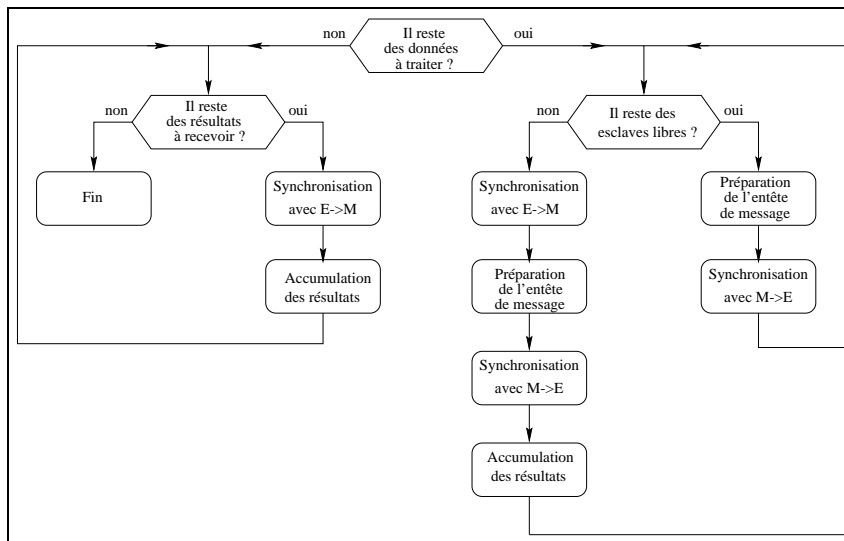 non
Il reste
des données
à traiter ?
oui
non
Il reste
des résultats
à recevoir ?
oui
non
Il reste des
esclaves libres ?
oui
Fin
Synchronisation
avec E->M
Synchronisation
avec E->M
Préparation
de l'entête
de message
Accumulation
des résultats
Préparation
de l'entête
de message
Synchronisation
avec M->E
Synchronisation
avec M->E
Accumulation
des résultats